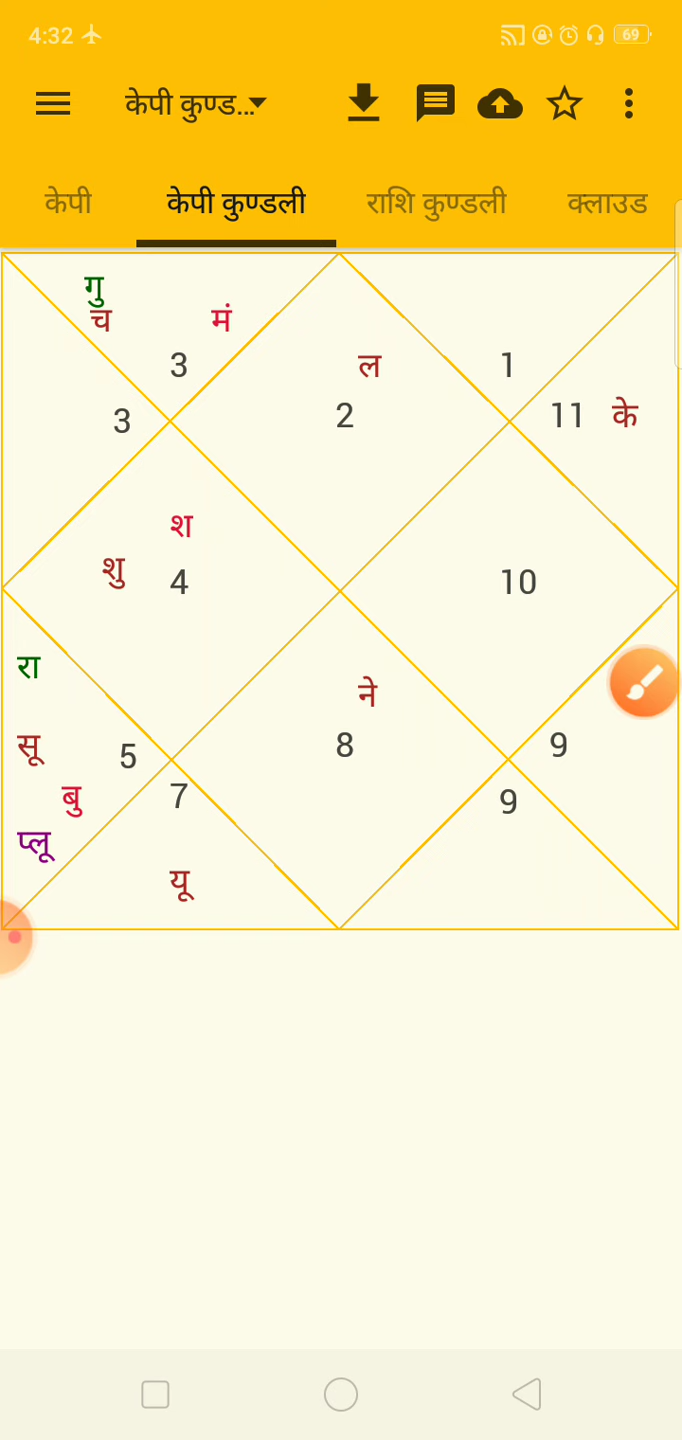 4:32
69
केपी कुण्ड...
केपी केपी कुण्डली राशि कुण्डली क्लाउड
गु
च मं
3 ल 1
3 2 11 के
श
शु 4 10
रा
ने
सू 5 8 9
बु 7 9
प्लू
यू